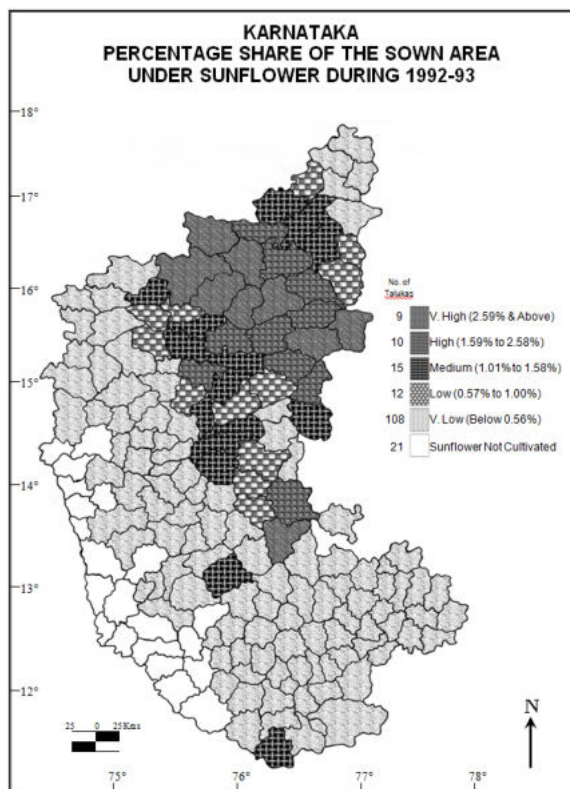 KARNATAKA
PERCENTAGE SHARE OF THE SOWN AREA
UNDER SUNFLOWER DURING 1992-93
18°
17°
16°
15°
14°
13°
12°
No. of
Talukas
9 V. High (2.59% & Above)
10 High (1.59% to 2.58%)
15 Medium (1.01% to 1.58%)
12 Low (0.57% to 1.00%)
108 V. Low (Below 0.56%)
21 Sunflower Not Cultivated
25 0 25 Kms
N
75° 76° 77° 78°